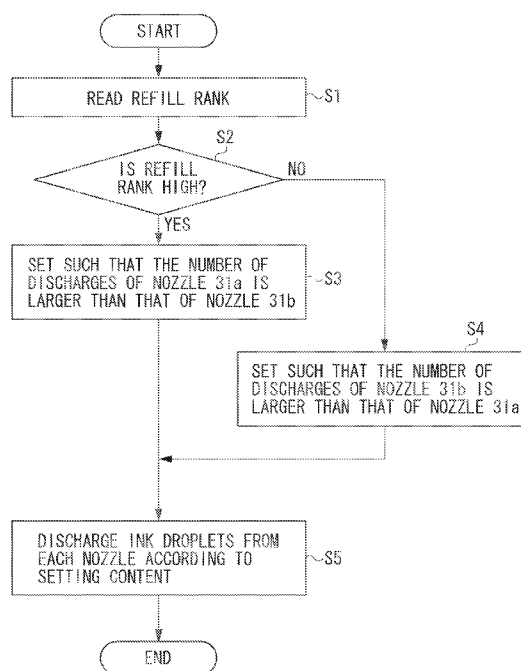 START
READ REFILL RANK
S1
S2
IS REFILL
RANK HIGH?
NO
YES
SET SUCH THAT THE NUMBER OF
DISCHARGES OF NOZZLE 31a IS
LARGER THAN THAT OF NOZZLE 31b
S3
S4
SET SUCH THAT THE NUMBER OF
DISCHARGES OF NOZZLE 31b IS
LARGER THAN THAT OF NOZZLE 31a
DISCHARGE INK DROPLETS FROM
EACH NOZZLE ACCORDING TO
SETTING CONTENT
S5
END